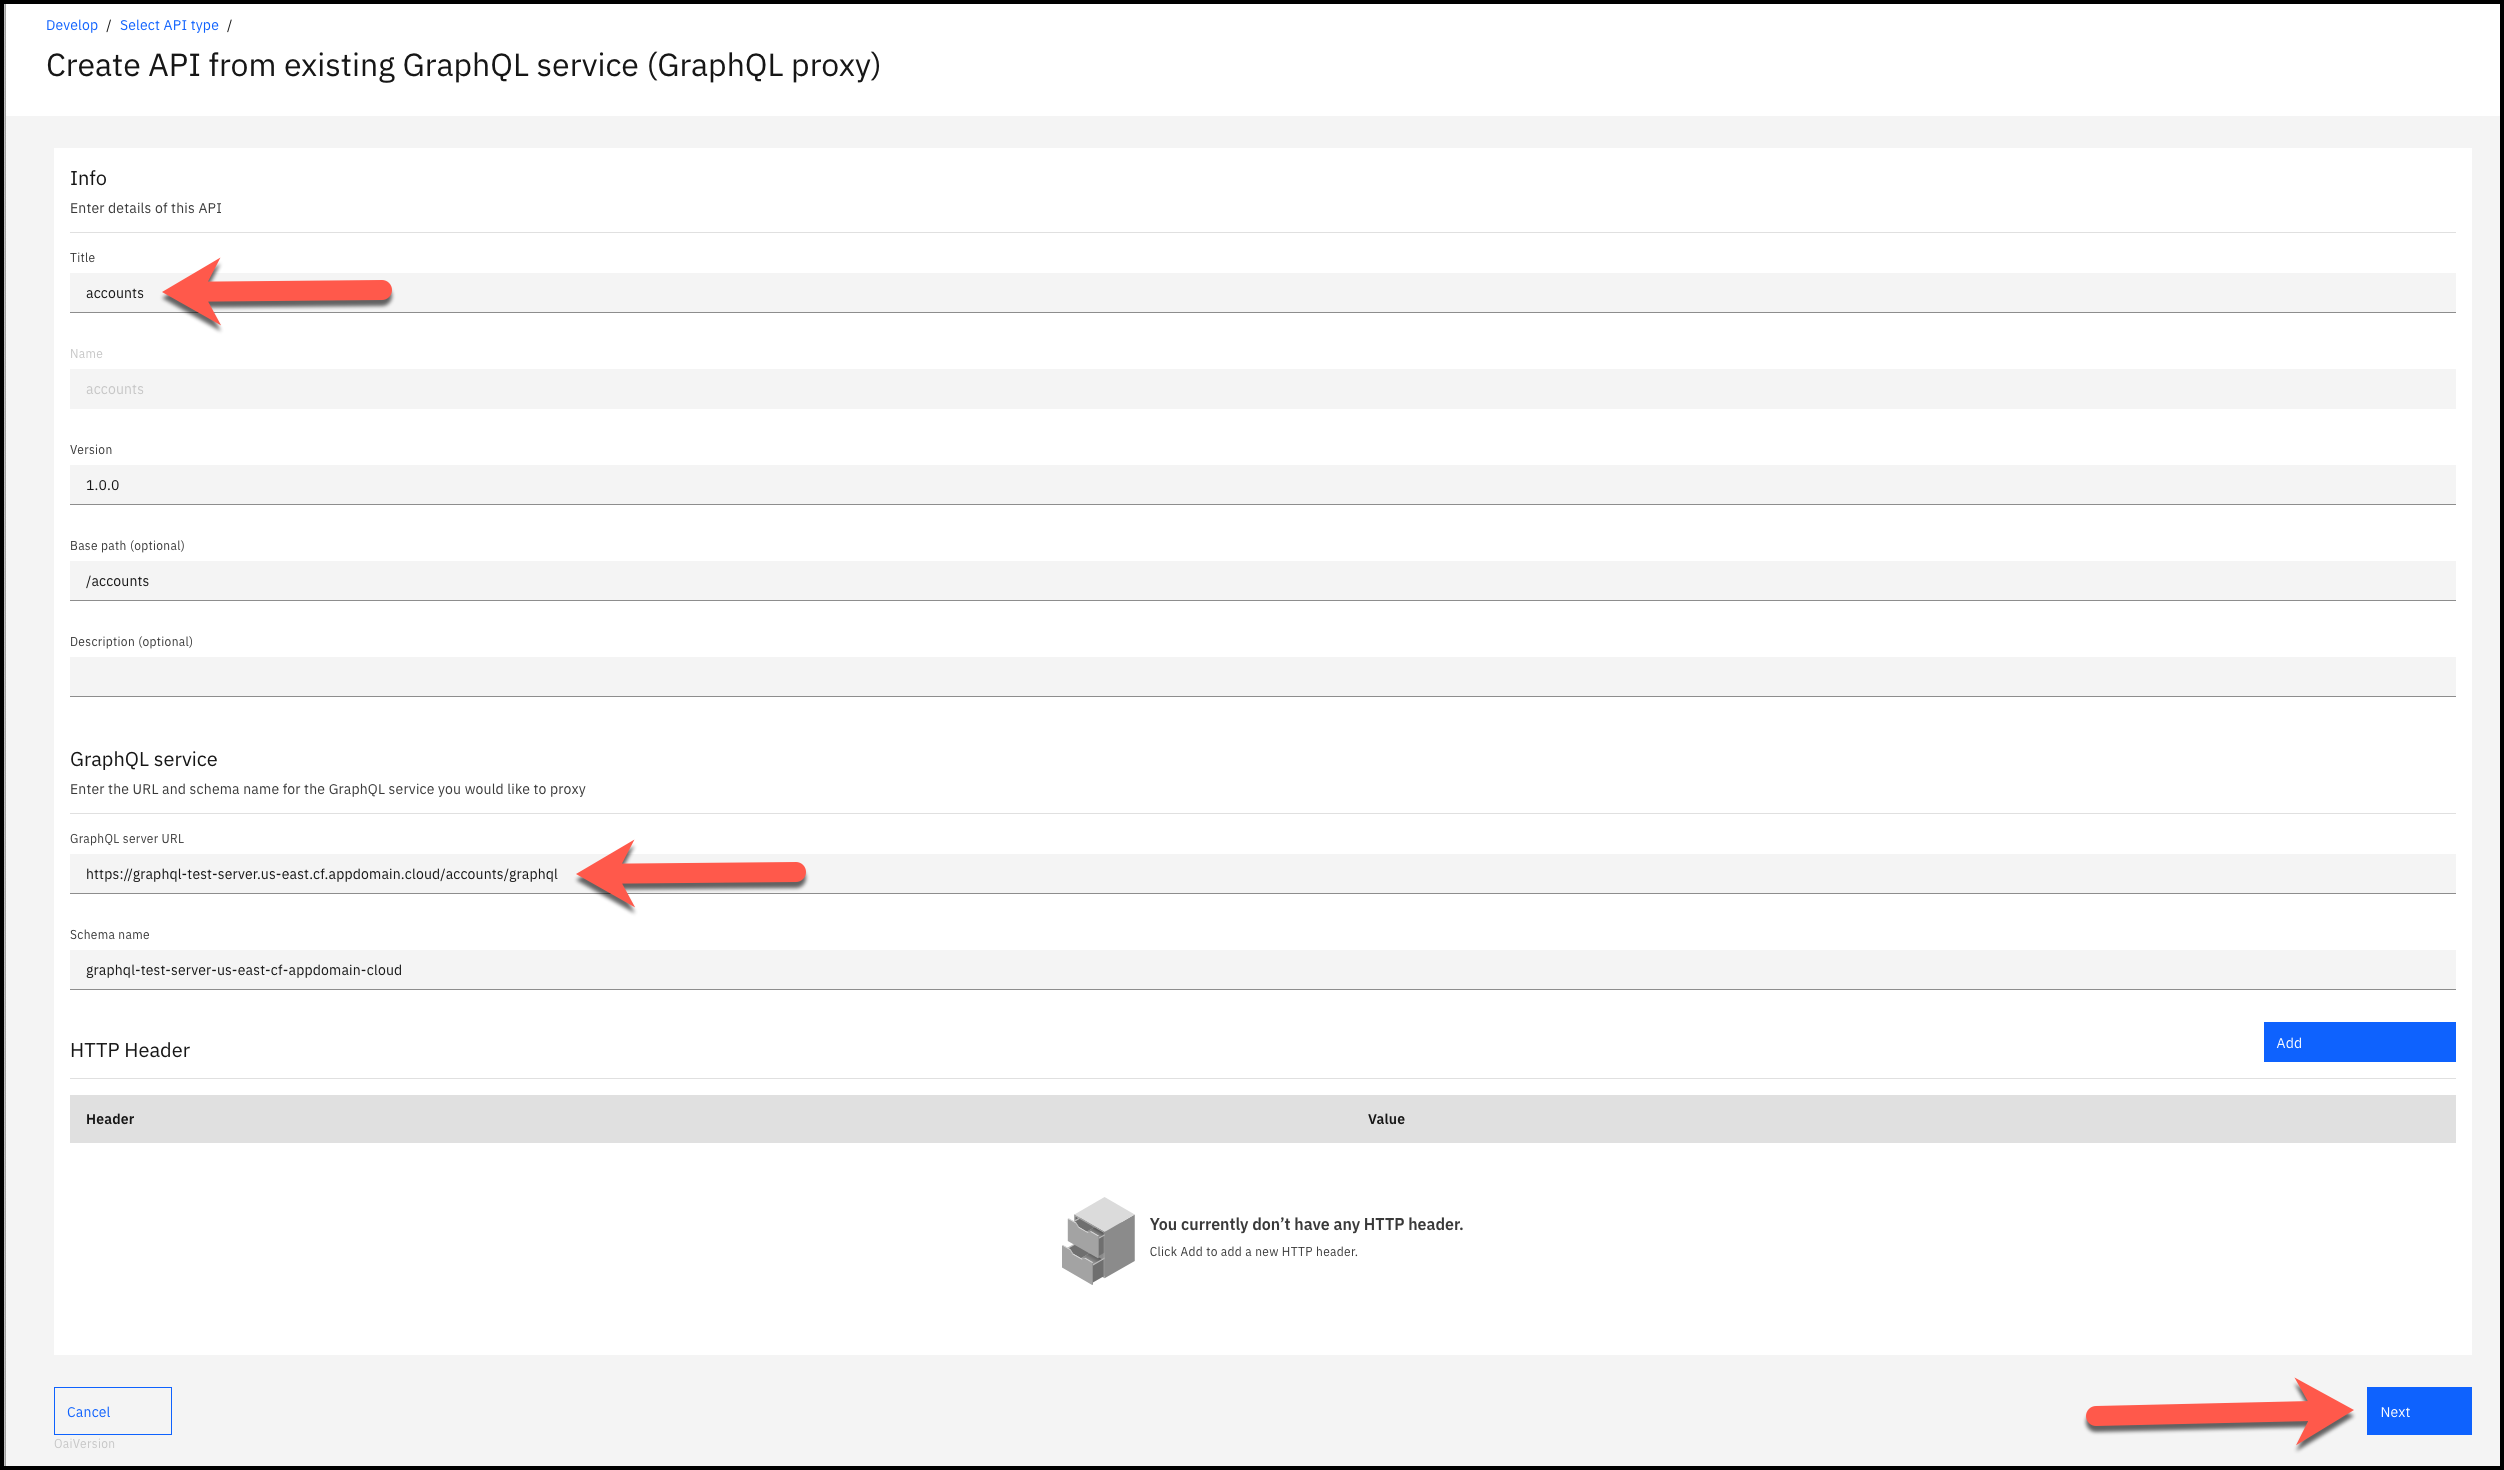 Develop / Select API type /
Create API from existing GraphQL service (GraphQL proxy)
Info
Enter details of this API
Title
accounts
Name
accounts
Version
1.0.0
Base path (optional)
/accounts
Description (optional)
GraphQL service
Enter the URL and schema name for the GraphQL service you would like to proxy
GraphQL server URL
https://graphql-test-server.us-east.cf.appdomain.cloud/accounts/graphql
Schema name
graphql-test-server-us-east-cf-appdomain-cloud
HTTP Header
Add
Header Value
You currently don’t have any HTTP header.
Click Add to add a new HTTP header.
Cancel
Next
OaiVersion